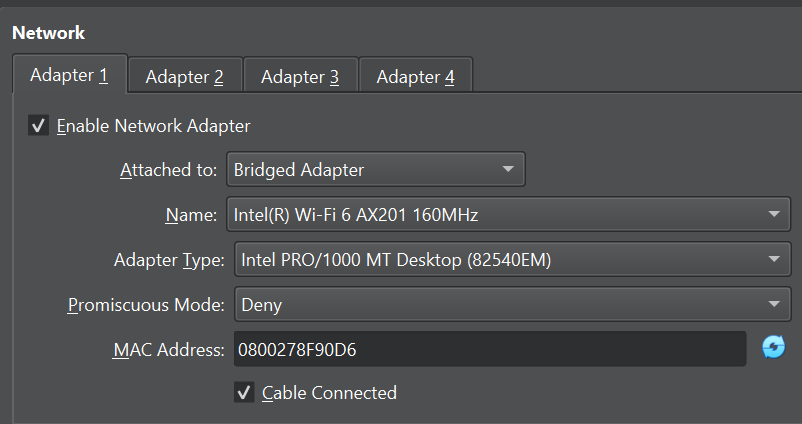 Network
Adapter 1 Adapter 2 Adapter 3 Adapter 4
Enable Network Adapter
Attached to: Bridged Adapter
Name: Intel(R) Wi-Fi 6 AX201 160MHz
Adapter Type: Intel PRO/1000 MT Desktop (82540EM)
Promiscuous Mode: Deny
MAC Address: 0800278F90D6
Cable Connected